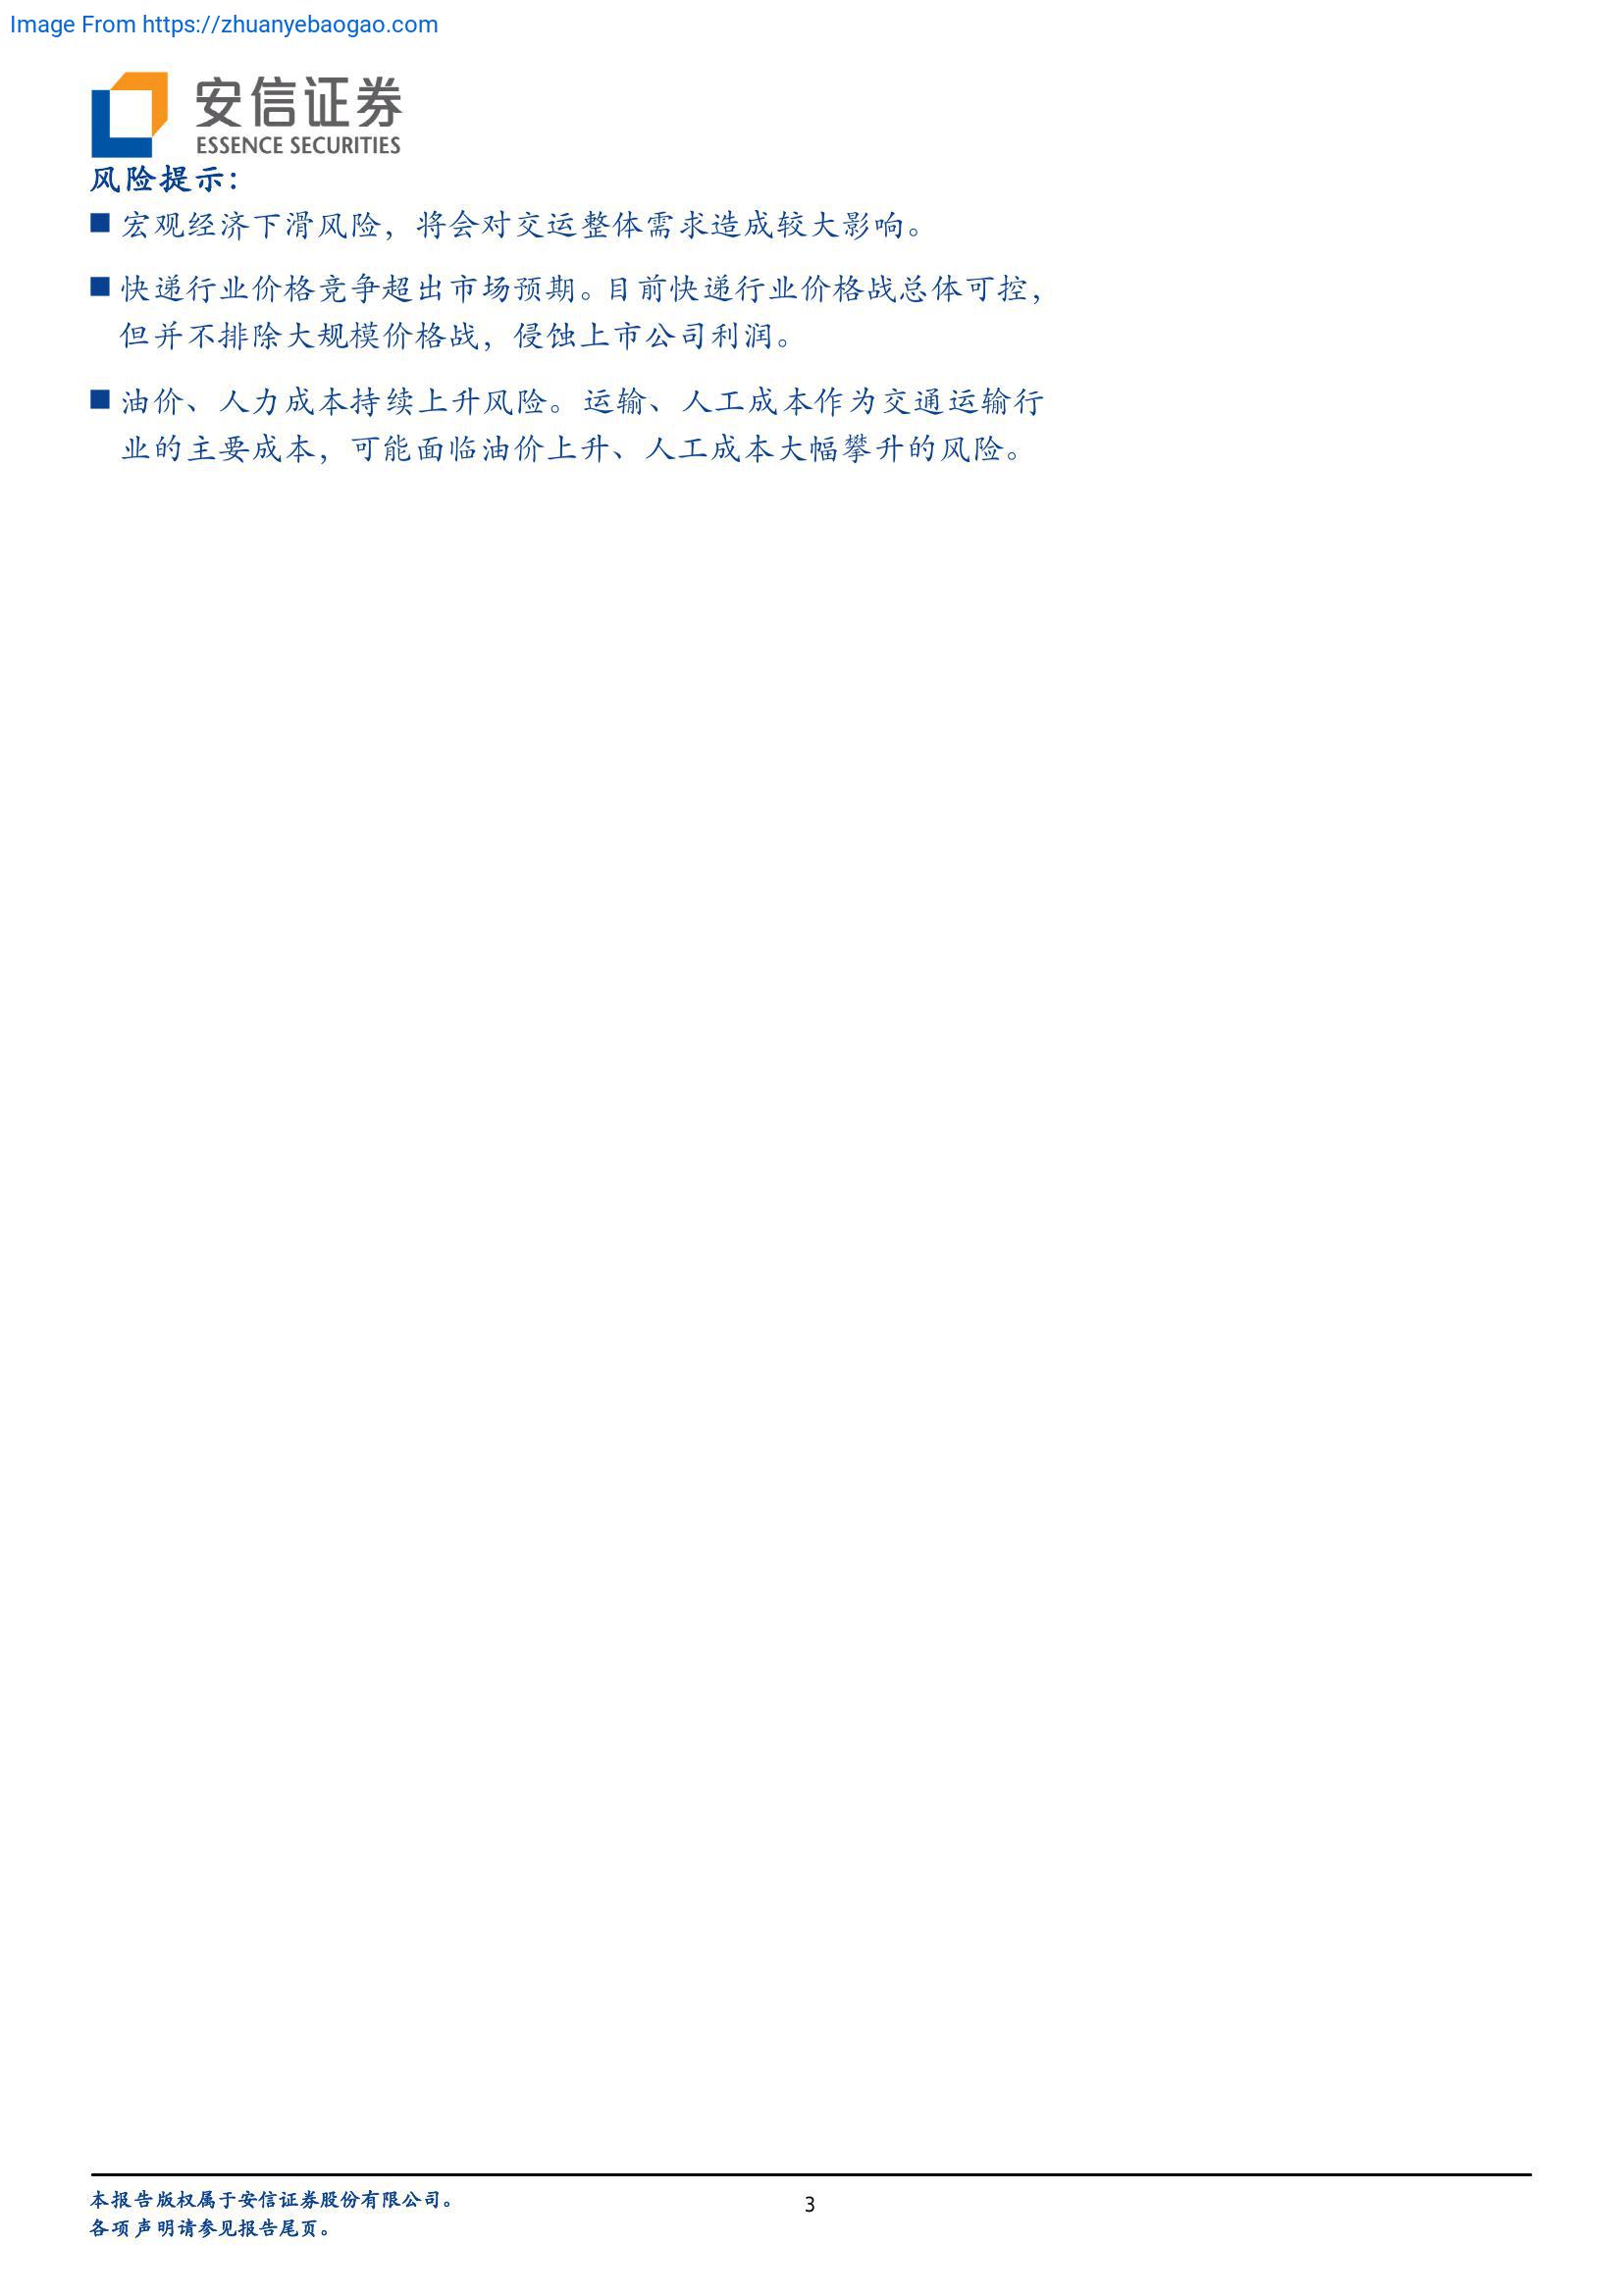 Image From https://zhuanyebaogao.com
安信证券
ESSENCE SECURITIES
风险提示：
■ 宏观经济下滑风险，将会对交运整体需求造成较大影响。
■ 快递行业价格竞争超出市场预期。目前快递行业价格战总体可控，
但并不排除大规模价格战，侵蚀上市公司利润。
■ 油价、人力成本持续上升风险。运输、人工成本作为交通运输行
业的主要成本，可能面临油价上升、人工成本大幅攀升的风险。
本报告版权属于安信证券股份有限公司。
3
各项声明请参见报告尾页。